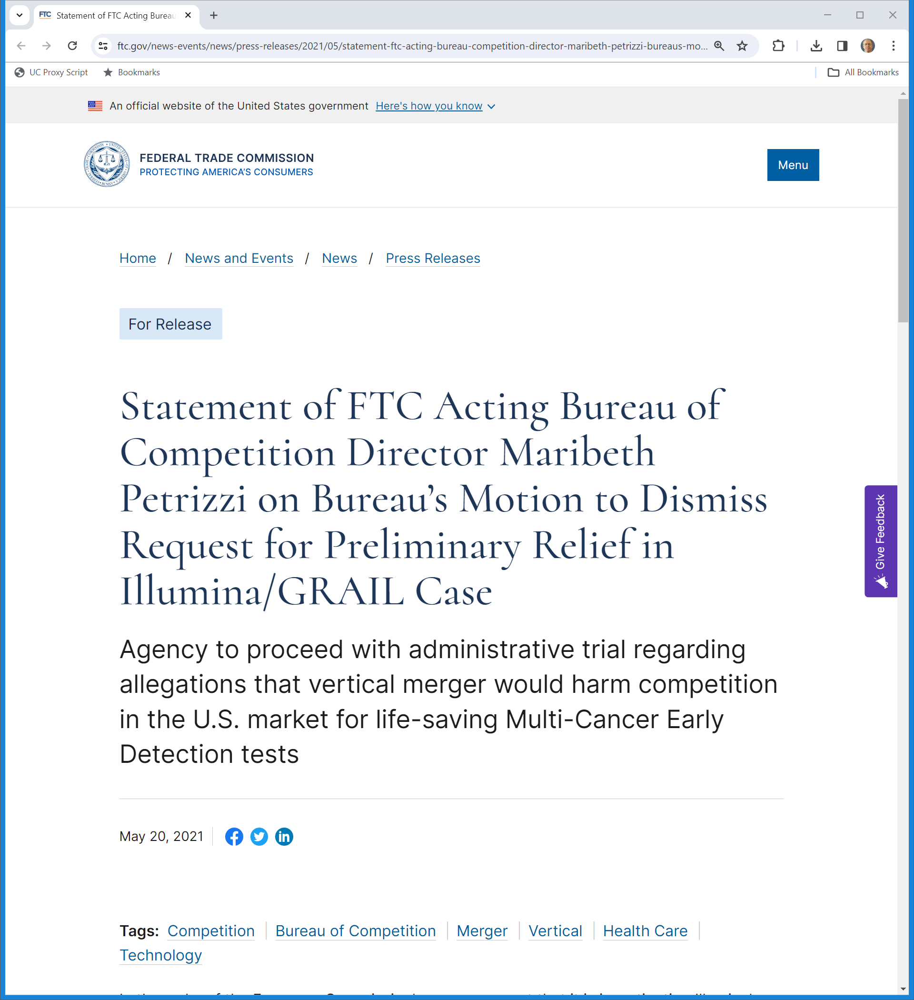 FTC Statement of FTC Acting Bureau
ftc.gov/news-events/news/press-releases/2021/05/statement-ftc-acting-bureau-competition-director-maribeth-petrizzi-bureaus-mo...
UC Proxy Script Bookmarks All Bookmarks
An official website of the United States government Here's how you know
FEDERAL TRADE COMMISSION
PROTECTING AMERICA'S CONSUMERS
Menu
Home / News and Events / News / Press Releases
For Release
Statement of FTC Acting Bureau of
Competition Director Maribeth
Petrizzi on Bureau’s Motion to Dismiss
Request for Preliminary Relief in
Illumina/GRAIL Case
Give Feedback
Agency to proceed with administrative trial regarding
allegations that vertical merger would harm competition
in the U.S. market for life-saving Multi-Cancer Early
Detection tests
May 20, 2021
Tags: Competition | Bureau of Competition | Merger | Vertical | Health Care |
Technology